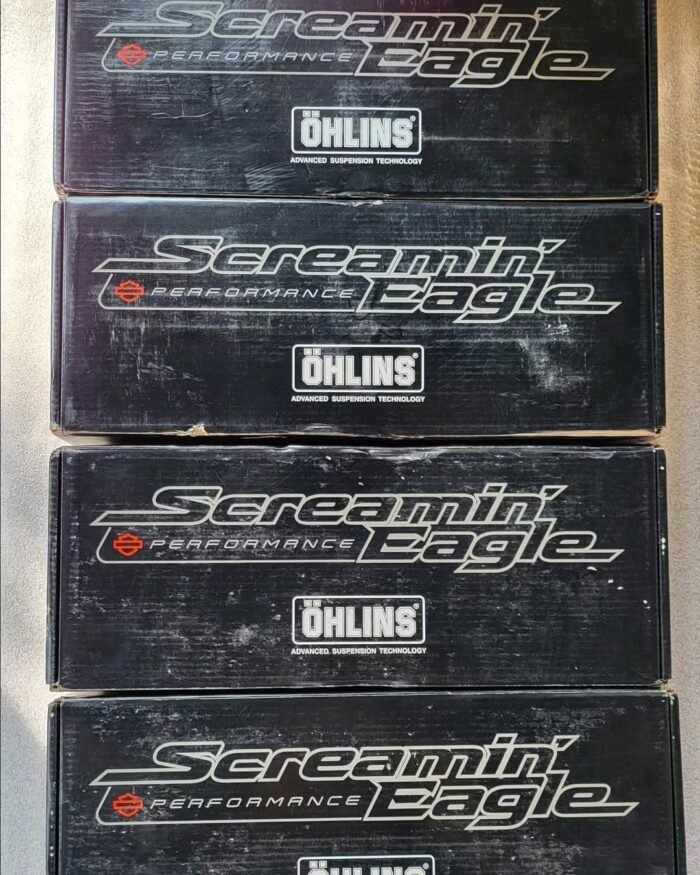 Screamin'
PERFORMANCE Eagle
ÖHLINS®
ADVANCED SUSPENSION TECHNOLOGY
Screamin'
PERFORMANCE Eagle
ÖHLINS®
ADVANCED SUSPENSION TECHNOLOGY
Screamin'
PERFORMANCE Eagle
ÖHLINS®
ADVANCED SUSPENSION TECHNOLOGY
Screamin'
PERFORMANCE Eagle
ÖHLINS